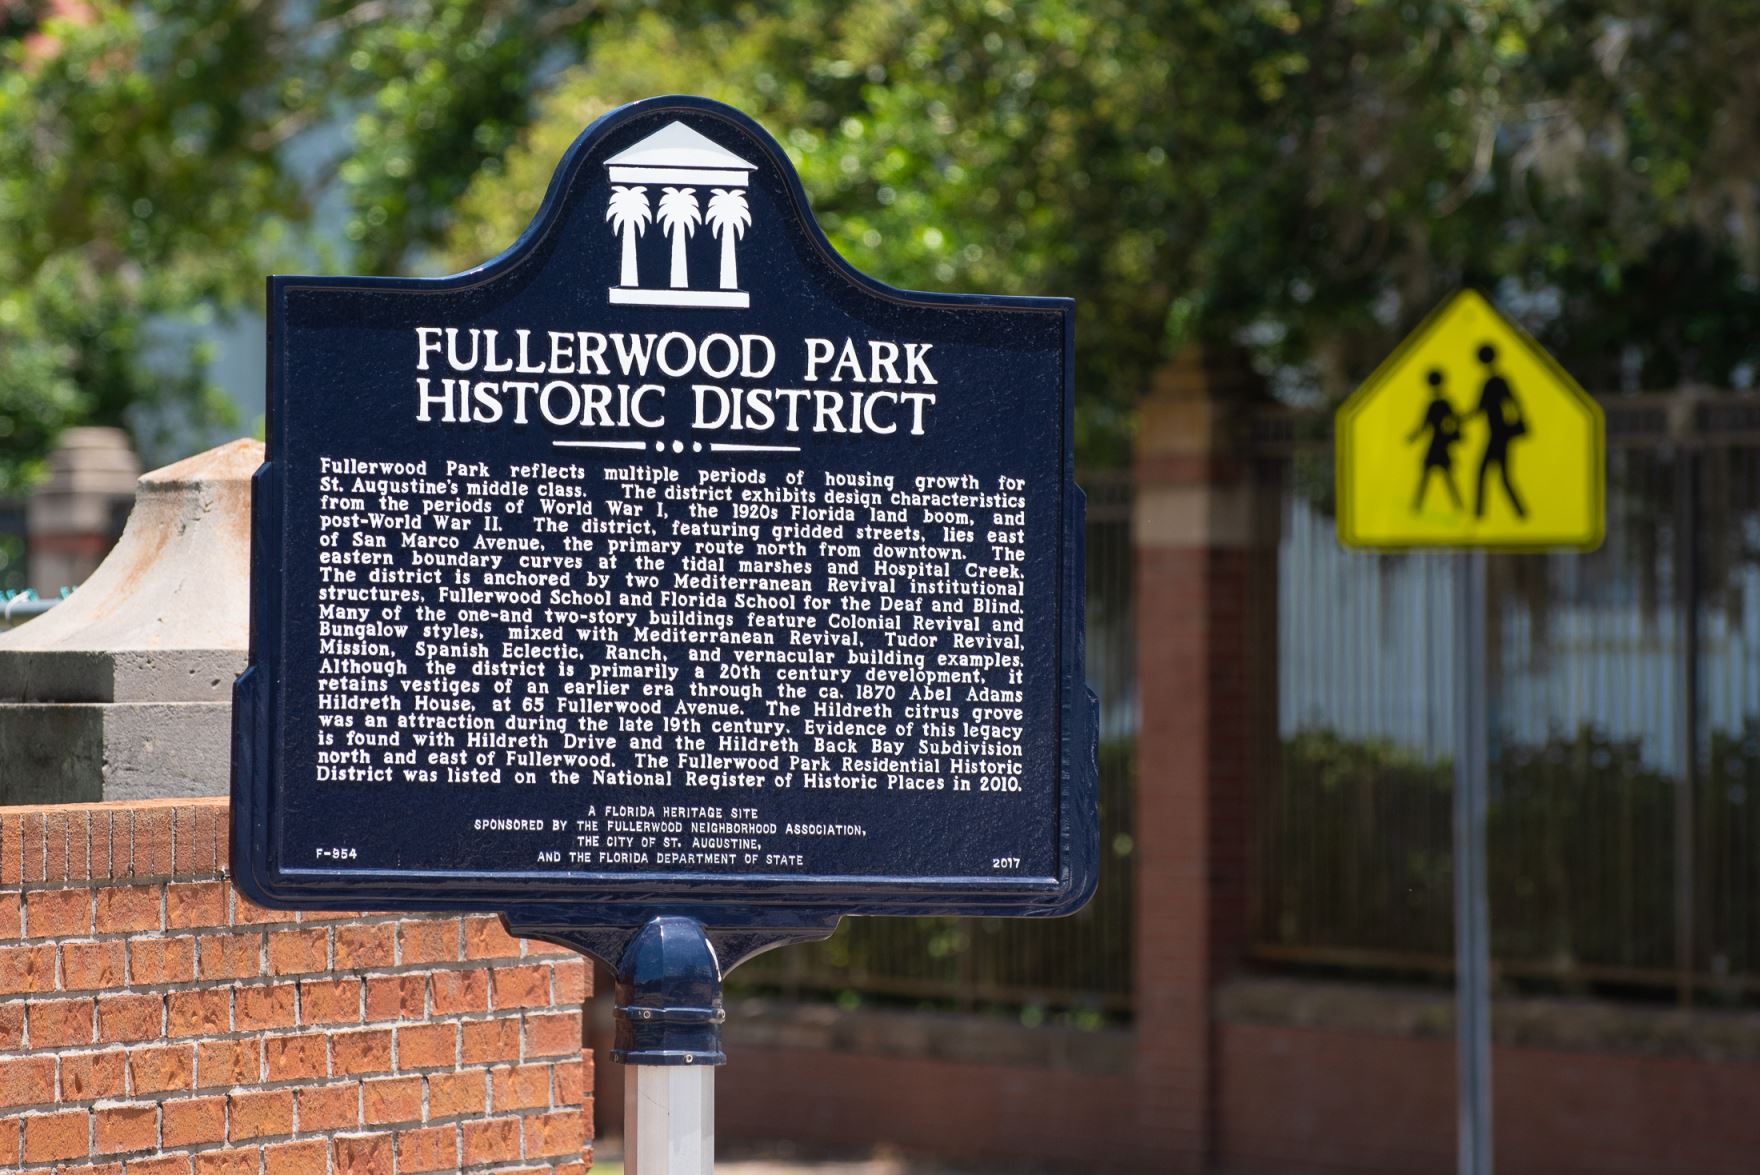 FULLERWOOD PARK
HISTORIC DISTRICT
Fullerwood Park reflects multiple periods of housing growth for
St. Augustine's middle class. The district exhibits design characteristics
from the periods of World War I, the 1920s Florida land boom, and
post-World War II. The district, featuring gridded streets, lies east
of San Marco Avenue, the primary route north from downtown. The
eastern boundary curves at the tidal marshes and Hospital Creek.
The district is anchored by two Mediterranean Revival institutional
structures, Fullerwood School and Florida School for the Deaf and Blind.
Many of the one-and two-story buildings feature Colonial Revival and
Bungalow styles, mixed with Mediterranean Revival, Tudor Revival,
Mission, Spanish Eclectic, Ranch, and vernacular building examples.
Although the district is primarily a 20th century development, it
retains vestiges of an earlier era through the ca. 1870 Abel Adams
Hildreth House, at 65 Fullerwood Avenue. The Hildreth citrus grove
was an attraction during the late 19th century. Evidence of this legacy
is found with Hildreth Drive and the Hildreth Back Bay Subdivision
north and east of Fullerwood. The Fullerwood Park Residential Historic
District was listed on the National Register of Historic Places in 2010.
A FLORIDA HERITAGE SITE
SPONSORED BY THE FULLERWOOD NEIGHBORHOOD ASSOCIATION,
THE CITY OF ST. AUGUSTINE,
AND THE FLORIDA DEPARTMENT OF STATE
F-954
2017